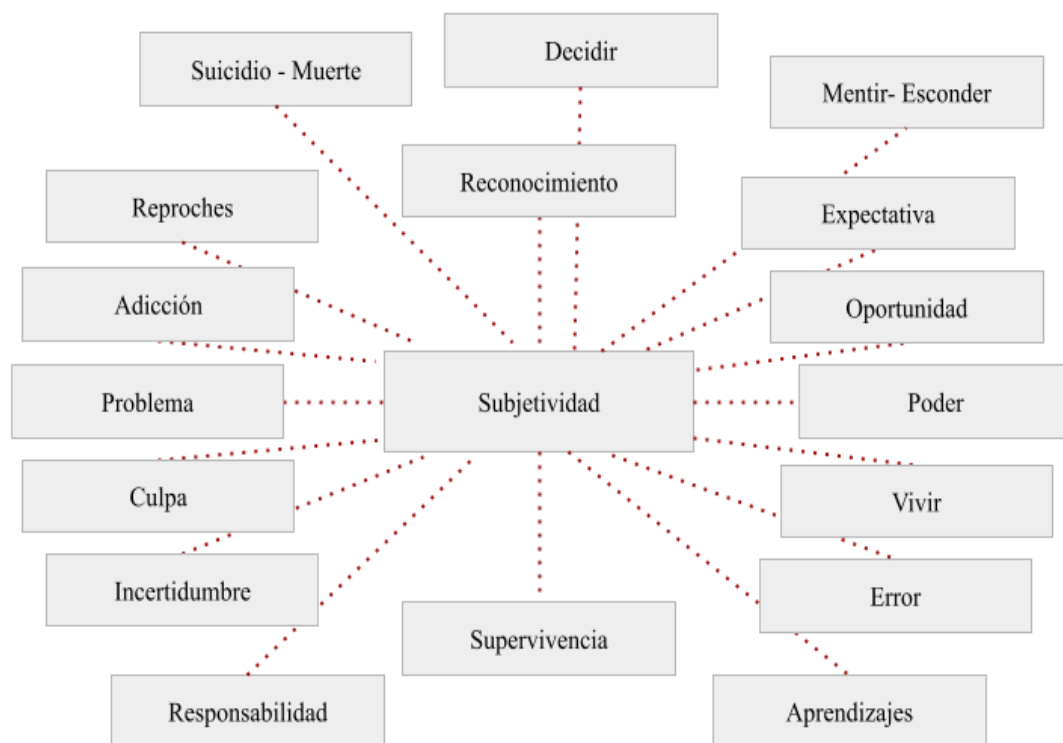 Decidir
Suicidio - Muerte
Mentir- Esconder
Reconocimiento
Reproches
Expectativa
Adicción
Oportunidad
Problema
Subjetividad
Poder
Culpa
Vivir
Incertidumbre
Error
Supervivencia
Responsabilidad
Aprendizajes